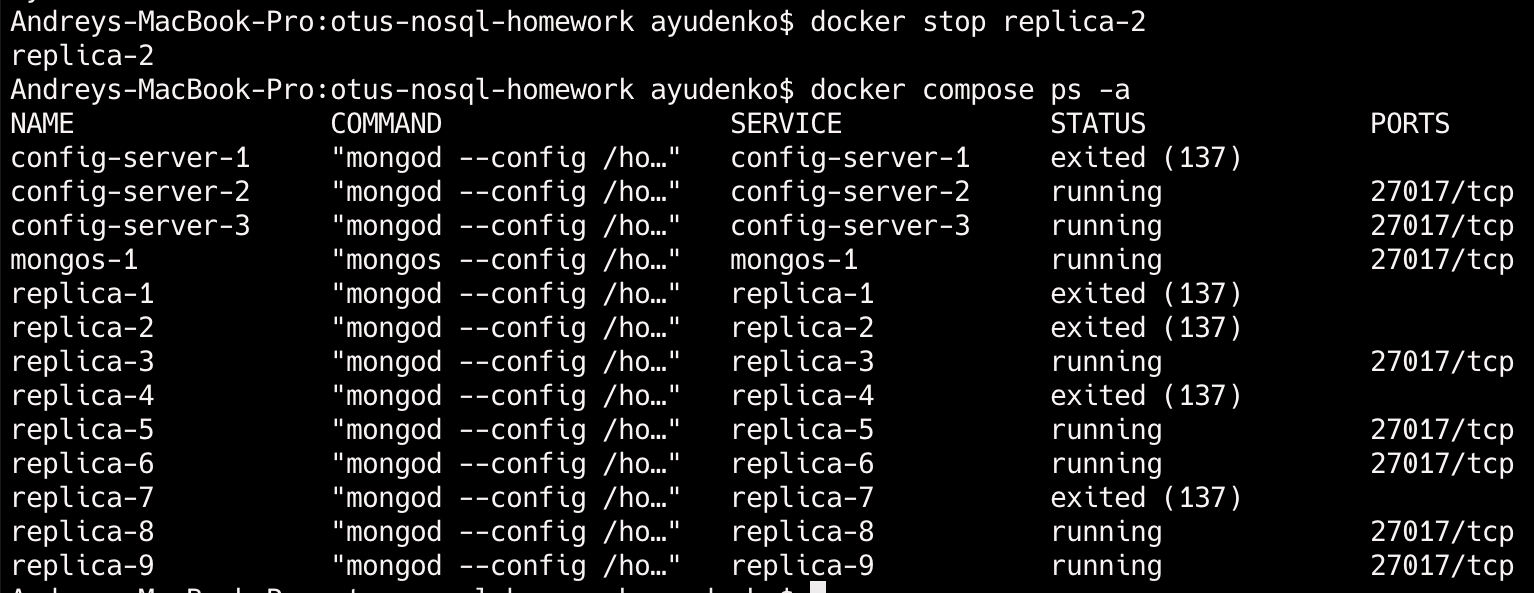 Andreys-MacBook-Pro:otus-nosql-homework ayudenko$ docker stop replica-2
replica-2
Andreys-MacBook-Pro:otus-nosql-homework ayudenko$ docker compose ps -a
NAME COMMAND SERVICE STATUS PORTS
config-server-1 "mongod --config /ho…" config-server-1 exited (137)
config-server-2 "mongod --config /ho…" config-server-2 running 27017/tcp
config-server-3 "mongod --config /ho…" config-server-3 running 27017/tcp
mongos-1 "mongos --config /ho…" mongos-1 running 27017/tcp
replica-1 "mongod --config /ho…" replica-1 exited (137)
replica-2 "mongod --config /ho…" replica-2 exited (137)
replica-3 "mongod --config /ho…" replica-3 running 27017/tcp
replica-4 "mongod --config /ho…" replica-4 exited (137)
replica-5 "mongod --config /ho…" replica-5 running 27017/tcp
replica-6 "mongod --config /ho…" replica-6 running 27017/tcp
replica-7 "mongod --config /ho…" replica-7 exited (137)
replica-8 "mongod --config /ho…" replica-8 running 27017/tcp
replica-9 "mongod --config /ho…" replica-9 running 27017/tcp